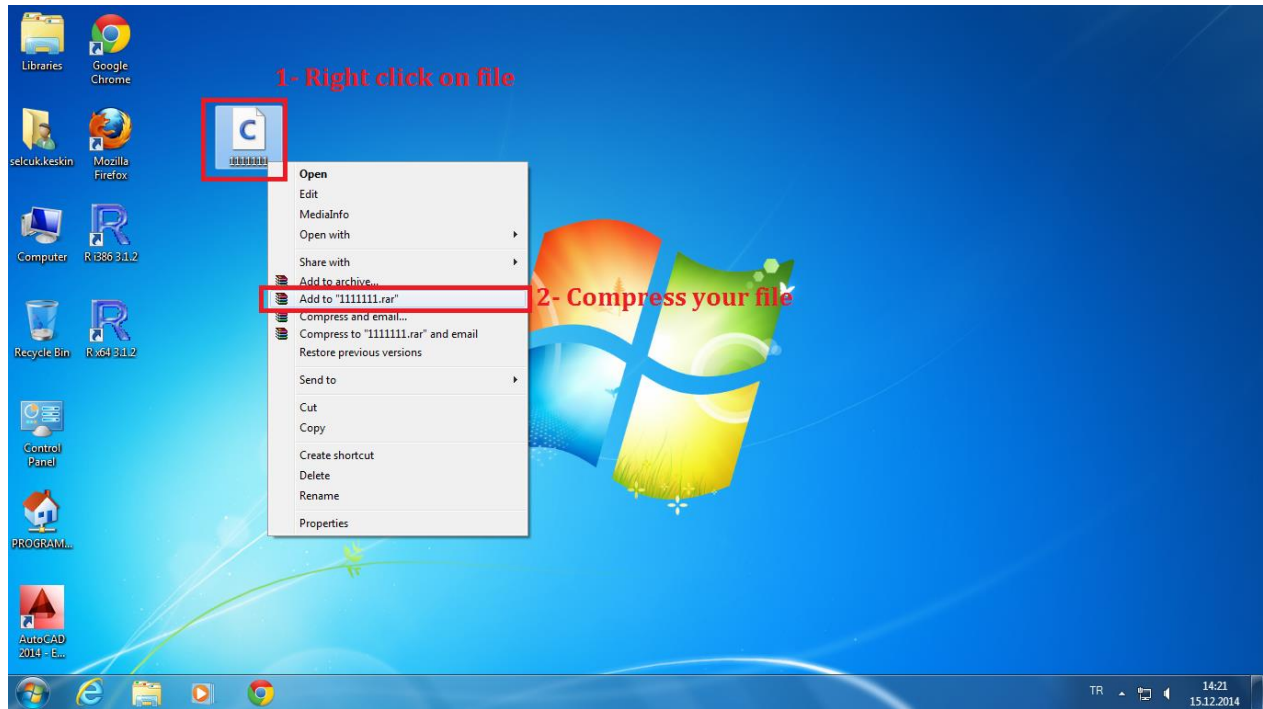 Libraries
Google
Chrome
1- Right click on file
C
1111111
selcuk.keskin
Mozilla
Firefox
Open
Edit
MediaInfo
Open with
Computer
R i386 3.1.2
Share with
Add to archive...
Add to "1111111.rar"
2- Compress your file
Compress and email...
Compress to "1111111.rar" and email
Recycle Bin
R x64 3.1.2
Restore previous versions
Send to
Cut
Copy
Control
Panel
Create shortcut
Delete
Rename
Properties
PROGRAM...
AutoCAD
2014 - E...
TR
14:21
15.12.2014